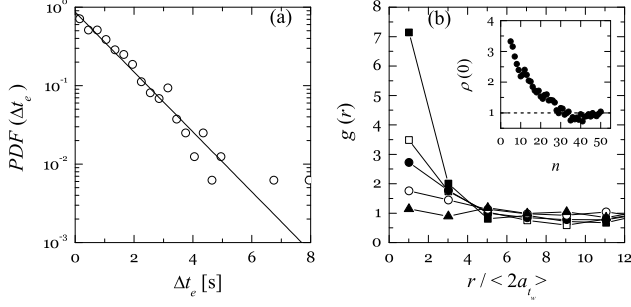 (a)
10^0
10^-1
10^-2
10^-3
PDF (Δt_e)
0 2 4 6 8
Δt_e [s]
(b)
8
7
6
5
4
3
2
1
0
g (r)
0 2 4 6 8 10 12
r / < 2a_{t_w} >
4
3
2
1
ρ(0)
0 10 20 30 40 50
n